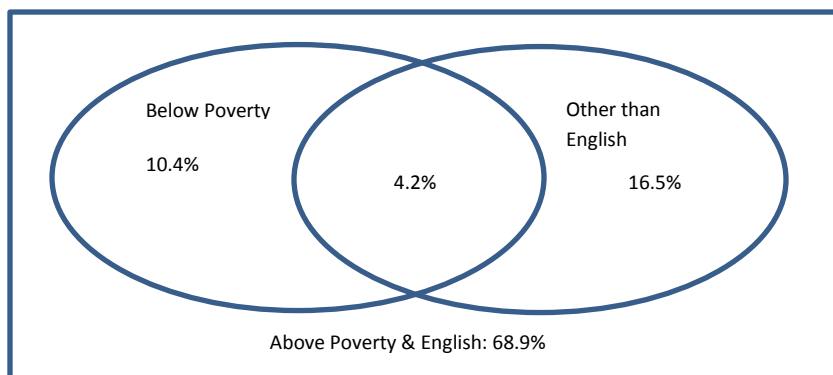 Below Poverty
10.4%
4.2%
Other than
English
16.5%
Above Poverty & English: 68.9%